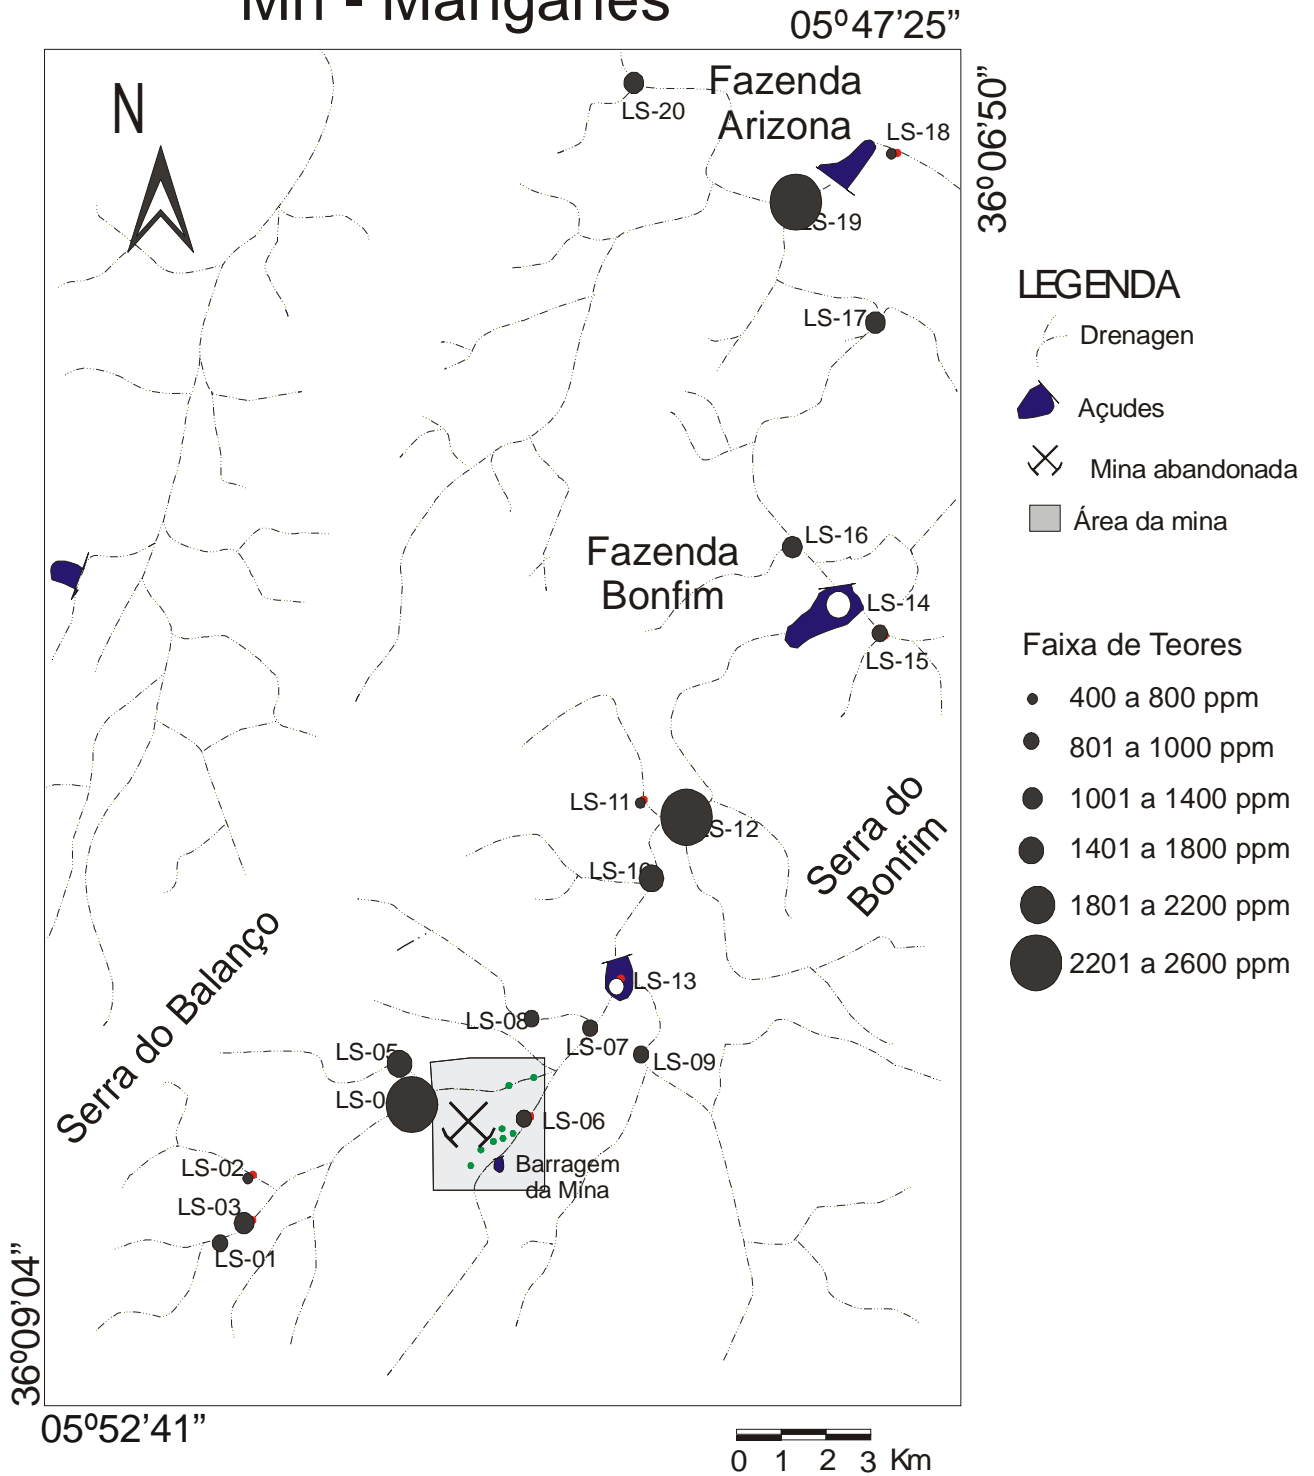 Mn - Manganês
05º47'25”
36º06'50”
N
Fazenda
Arizona
LS-20
LS-18
LS-19
LS-17
LEGENDA
Drenagen
Açudes
Mina abandonada
Área da mina
LS-16
Fazenda
Bonfim
LS-14
LS-15
Faixa de Teores
400 a 800 ppm
801 a 1000 ppm
1001 a 1400 ppm
1401 a 1800 ppm
1801 a 2200 ppm
2201 a 2600 ppm
LS-11
LS-12
Serra do
Bonfim
LS-10
Serra do Balanço
LS-13
LS-08
LS-07
LS-05
LS-09
LS-0
LS-06
Barragem
da Mina
LS-02
LS-03
LS-01
36º09'04”
05º52'41”
0 1 2 3 Km